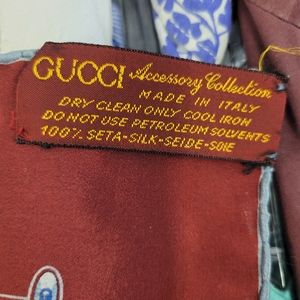 GUCCI Accessory Collection
MADE IN ITALY
DRY CLEAN ONLY COOL IRON
DO NOT USE PETROLEUM SOLVENTS
100% SETA-SILK-SEIDE-SOIE